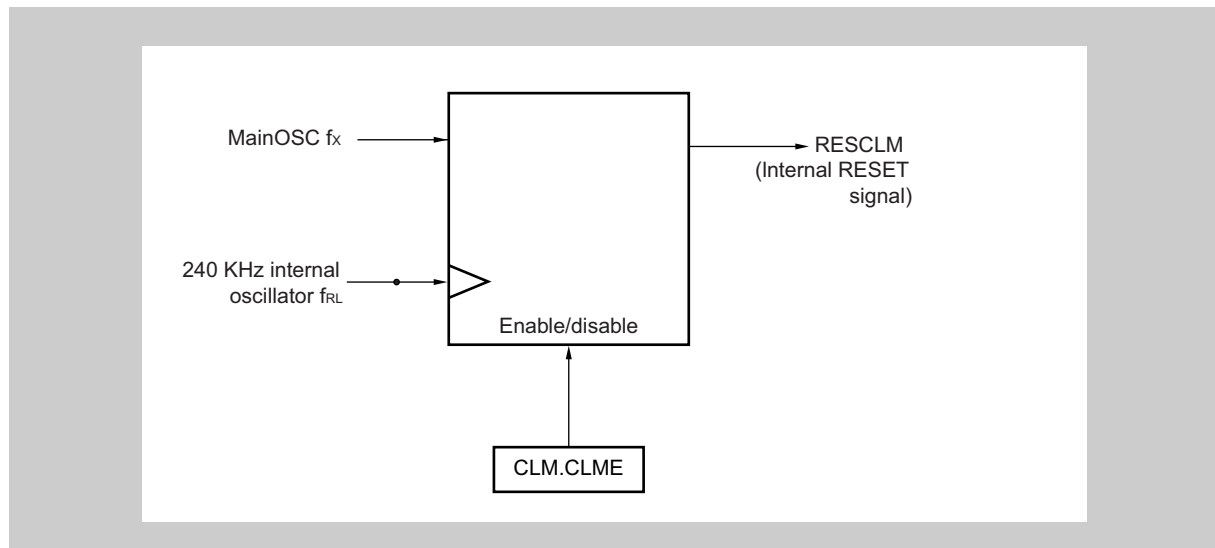 MainOSC fX
RESCLM
(Internal RESET
signal)
240 KHz internal
oscillator fRL
Enable/disable
CLM.CLME